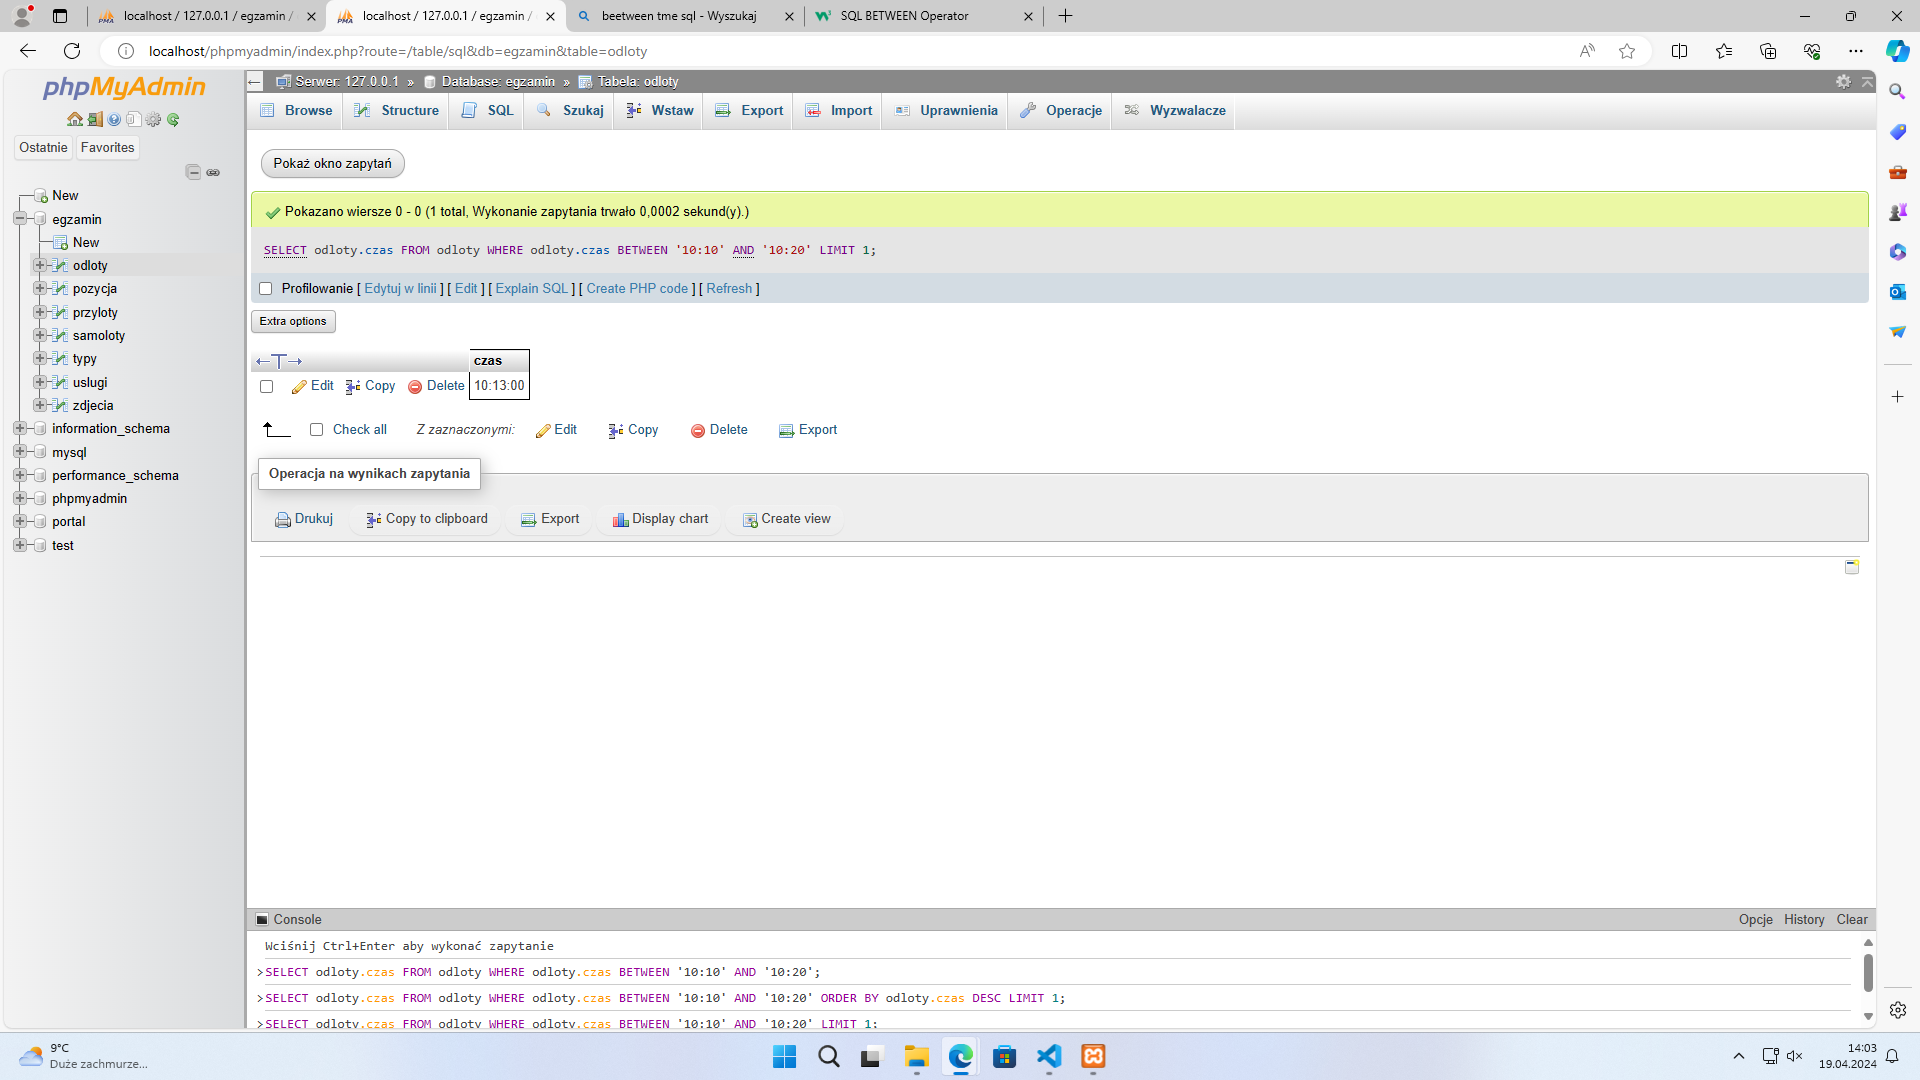 localhost / 127.0.0.1 / egzamin /
localhost / 127.0.0.1 / egzamin /
beetween tme sql - Wyszukaj
SQL BETWEEN Operator
localhost/phpmyadmin/index.php?route=/table/sql&db=egzamin&table=odloty
phpMyAdmin
Ostatnie
Favorites
New
egzamin
New
odloty
pozycja
przyloty
samoloty
typy
uslugi
zdjecia
information_schema
mysql
performance_schema
phpmyadmin
portal
test
Serwer: 127.0.0.1 » Database: egzamin » Tabela: odloty
Browse Structure SQL Szukaj Wstaw Export Import Uprawnienia Operacje Wyzwalacze
Pokaż okno zapytań
Pokazano wiersze 0 - 0 (1 total, Wykonanie zapytania trwało 0,0002 sekund(y).)
SELECT odloty.czas FROM odloty WHERE odloty.czas BETWEEN '10:10' AND '10:20' LIMIT 1;
Profilowanie [ Edytuj w linii ] [ Edit ] [ Explain SQL ] [ Create PHP code ] [ Refresh ]
Extra options
←T→ czas
Edit Copy Delete 10:13:00
Check all Z zaznaczonymi: Edit Copy Delete Export
Operacja na wynikach zapytania
Drukuj Copy to clipboard Export Display chart Create view
Console Opcje History Clear
Wciśnij Ctrl+Enter aby wykonać zapytanie
>SELECT odloty.czas FROM odloty WHERE odloty.czas BETWEEN '10:10' AND '10:20';
>SELECT odloty.czas FROM odloty WHERE odloty.czas BETWEEN '10:10' AND '10:20' ORDER BY odloty.czas DESC LIMIT 1;
>SELECT odloty.czas FROM odloty WHERE odloty.czas BETWEEN '10:10' AND '10:20' LIMIT 1;
9°C
Duże zachmurze...
14:03
19.04.2024